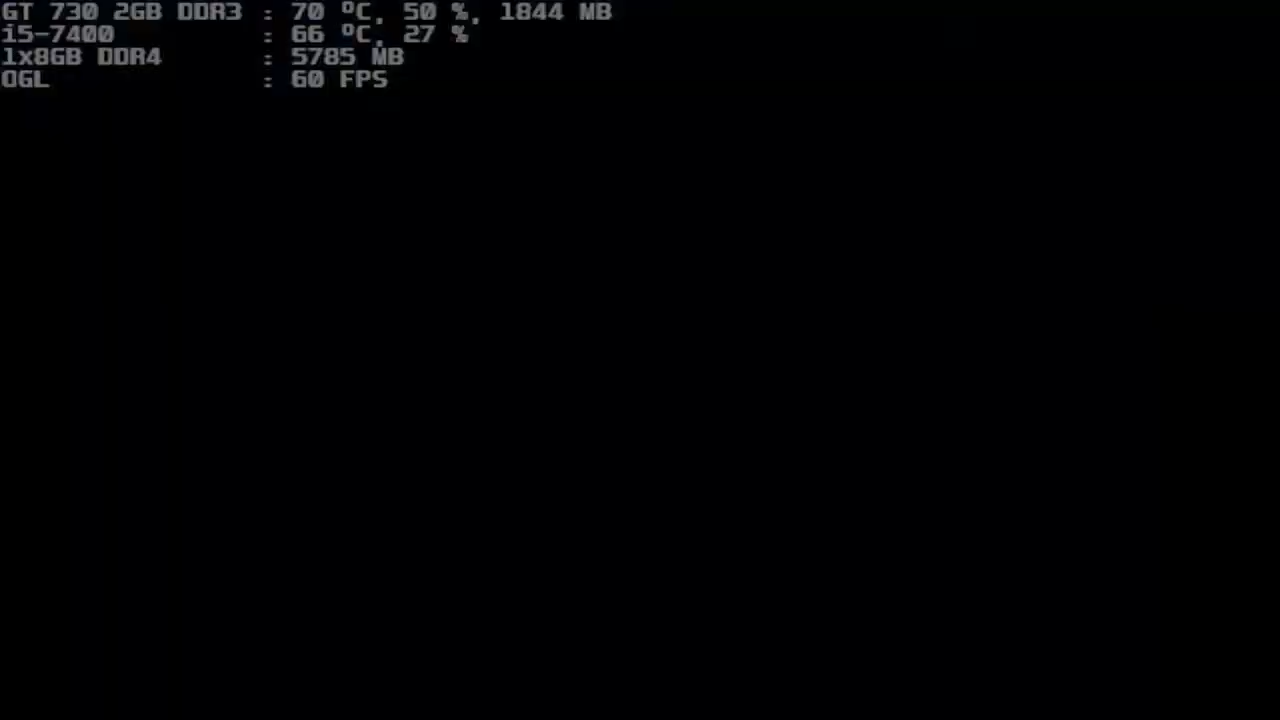 GT 730 2GB DDR3 : 70 ºC, 50 %, 1844 MB
i5-7400 : 66 ºC, 27 %
1x8GB DDR4 : 5785 MB
OGL : 60 FPS